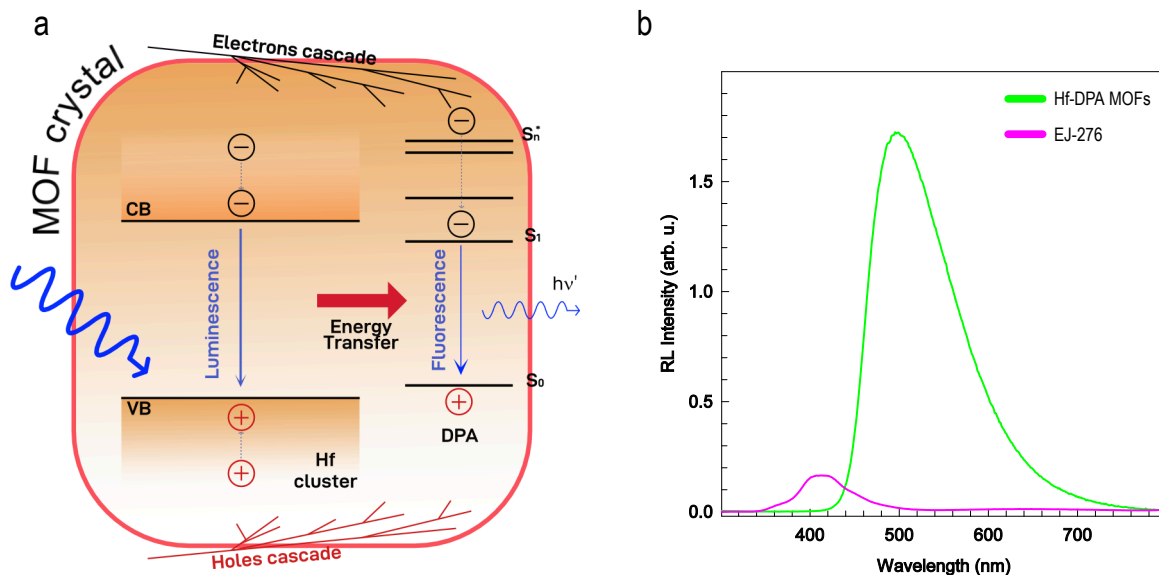 a
MOF crystal
Electrons cascade
CB
VB
Luminescence
Hf
cluster
Energy
Transfer
Sn*
S1
Fluorescence
S0
DPA
hν'
Holes cascade
b
Hf-DPA MOFs
EJ-276
RL Intensity (arb. u.)
1.5
1.0
0.5
0.0
400 500 600 700
Wavelength (nm)